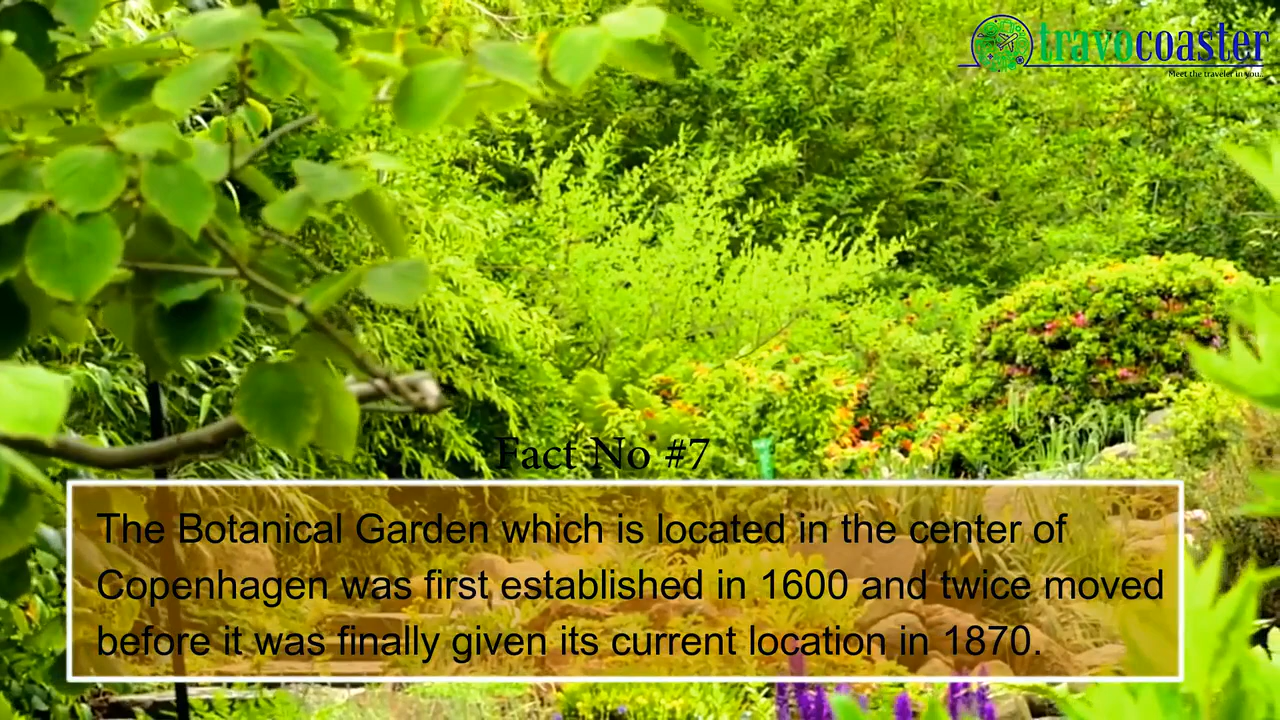 travocoaster
Meet the traveler in you..
Fact No #7
The Botanical Garden which is located in the center of
Copenhagen was first established in 1600 and twice moved
before it was finally given its current location in 1870.